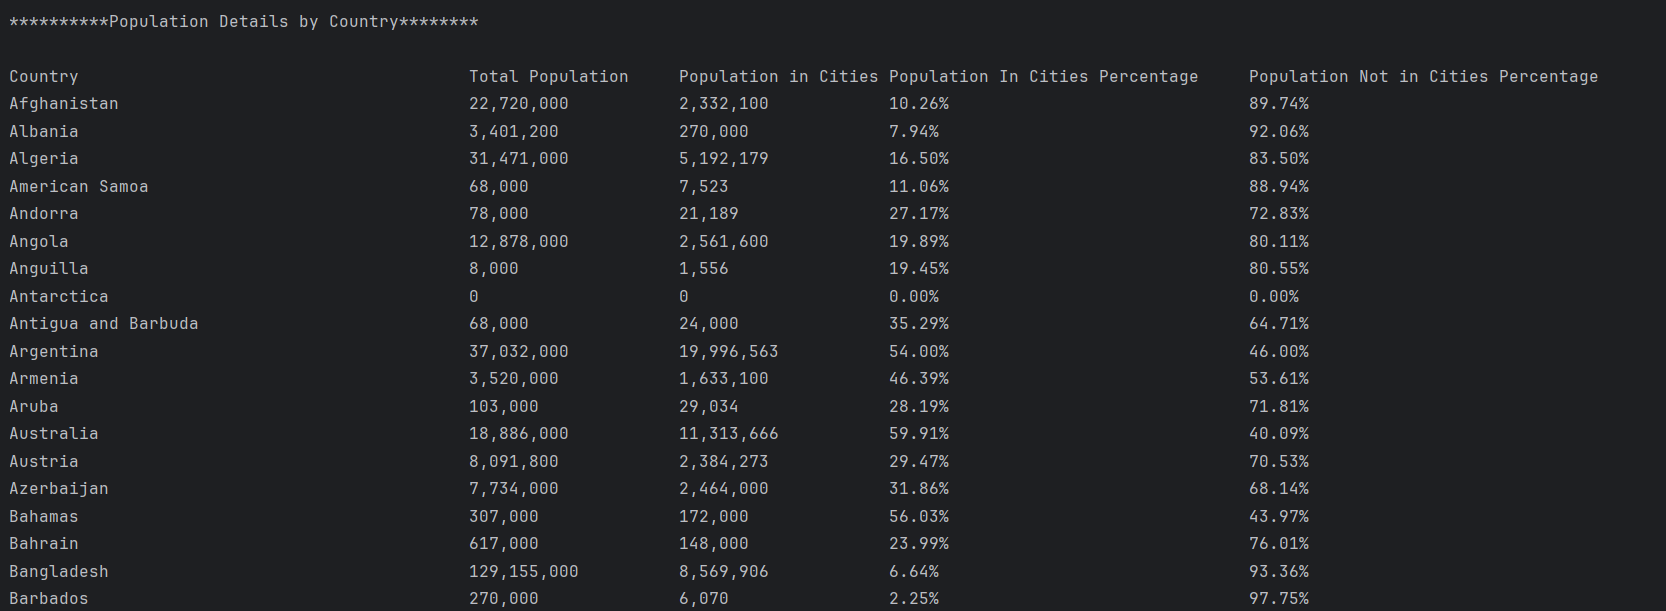 **********Population Details by Country********
Country Total Population Population in Cities Population In Cities Percentage Population Not in Cities Percentage
Afghanistan 22,720,000 2,332,100 10.26% 89.74%
Albania 3,401,200 270,000 7.94% 92.06%
Algeria 31,471,000 5,192,179 16.50% 83.50%
American Samoa 68,000 7,523 11.06% 88.94%
Andorra 78,000 21,189 27.17% 72.83%
Angola 12,878,000 2,561,600 19.89% 80.11%
Anguilla 8,000 1,556 19.45% 80.55%
Antarctica 0 0 0.00% 0.00%
Antigua and Barbuda 68,000 24,000 35.29% 64.71%
Argentina 37,032,000 19,996,563 54.00% 46.00%
Armenia 3,520,000 1,633,100 46.39% 53.61%
Aruba 103,000 29,034 28.19% 71.81%
Australia 18,886,000 11,313,666 59.91% 40.09%
Austria 8,091,800 2,384,273 29.47% 70.53%
Azerbaijan 7,734,000 2,464,000 31.86% 68.14%
Bahamas 307,000 172,000 56.03% 43.97%
Bahrain 617,000 148,000 23.99% 76.01%
Bangladesh 129,155,000 8,569,906 6.64% 93.36%
Barbados 270,000 6,070 2.25% 97.75%